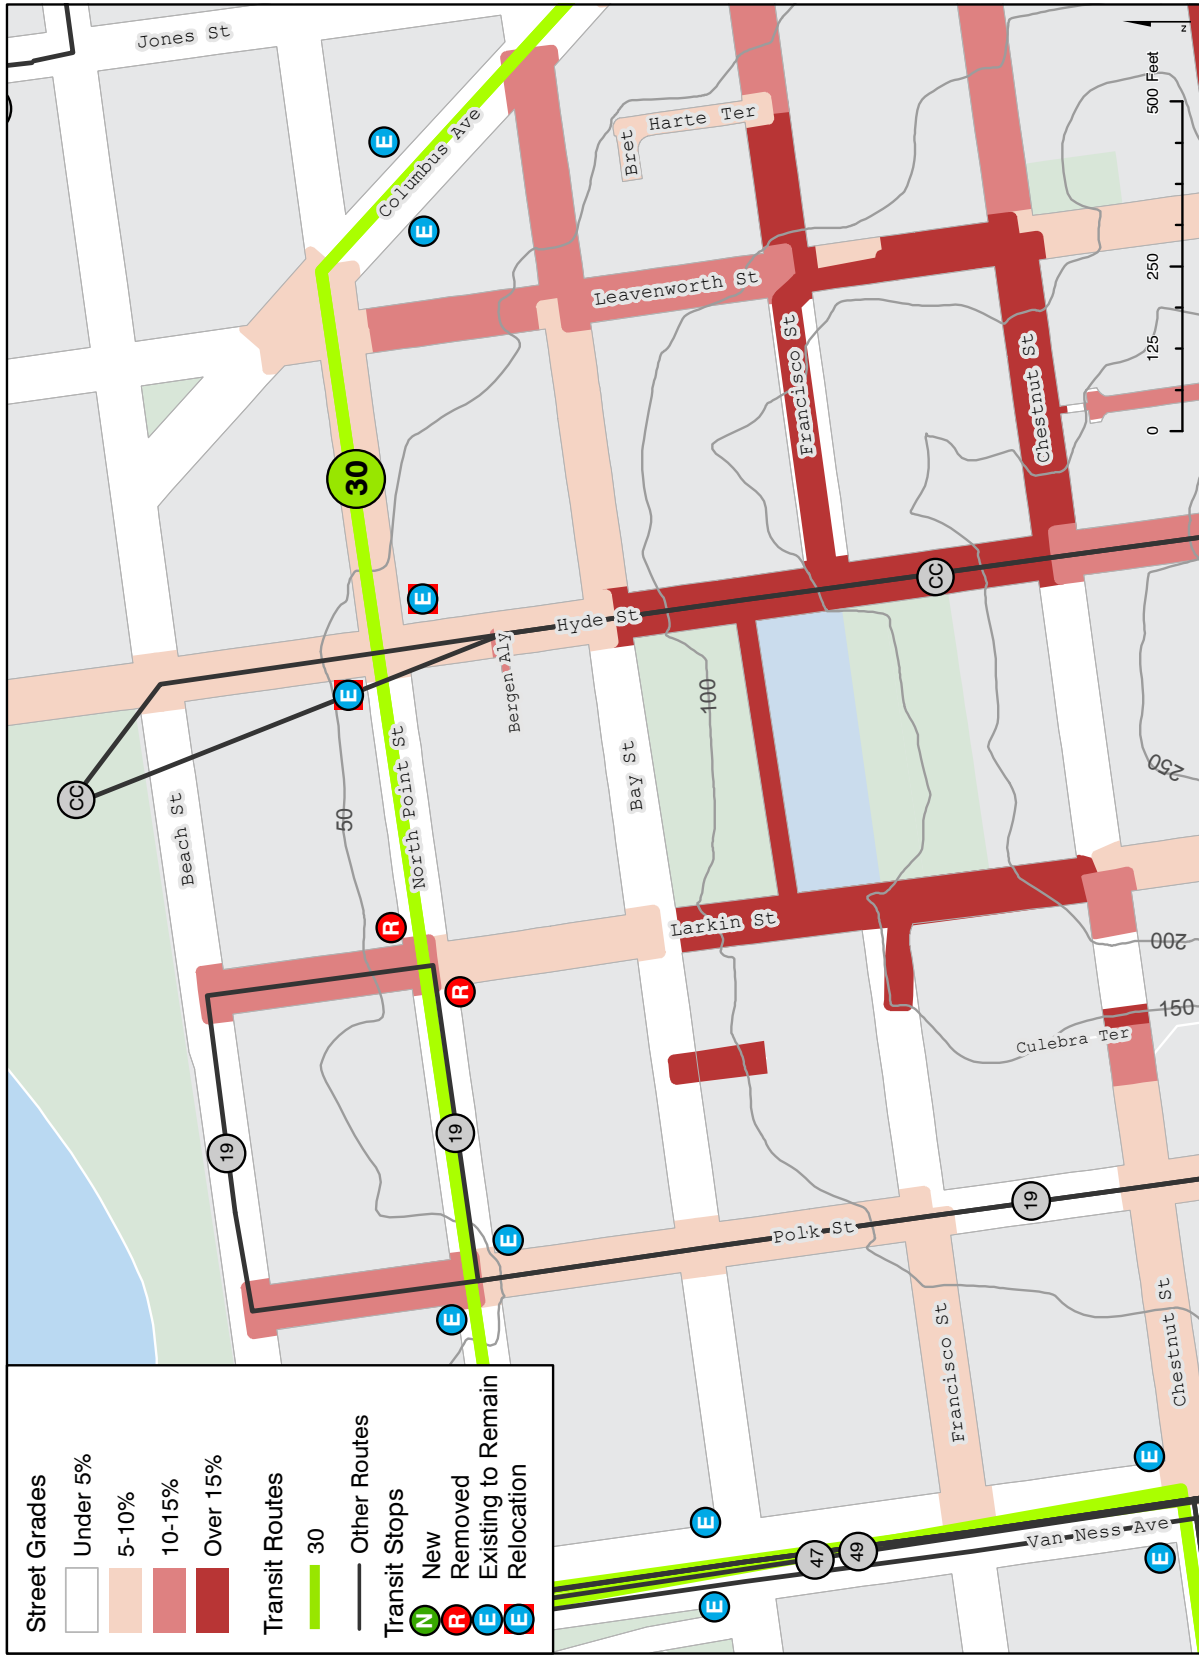 Street Grades
Under 5%
5-10%
10-15%
Over 15%
Transit Routes
30
Other Routes
Transit Stops
N New
R Removed
E Existing to Remain
E Relocation
Jones St
Columbus Ave
Bret
Harte Ter
Leavenworth St
Francisco St
Chestnut St
Hyde St
Bergen Aly
Beach St
North Point St
Bay St
Larkin St
Culebra Ter
Polk St
Francisco St
Chestnut St
Van Ness Ave
30
CC
CC
19
19
19
47
49
E
E
E
E
R
R
E
E
E
E
E
E
50
100
250
200
150
0
125
250
500 Feet
z